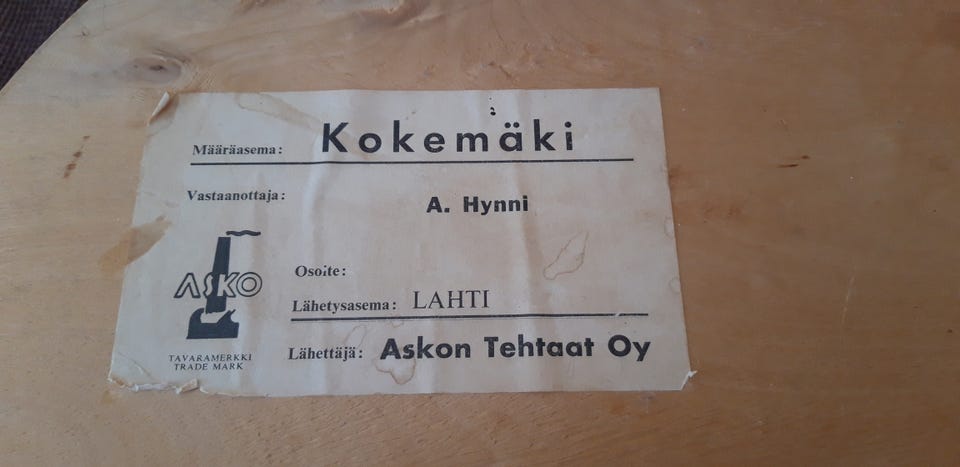 Määräasema: Kokemäki
Vastaanottaja:
A. Hynni
ASKO
Osoite:
Lähetysasema: LAHTI
Lähettäjä: Askon Tehtaat Oy
TAVARAMERKKI
TRADE MARK